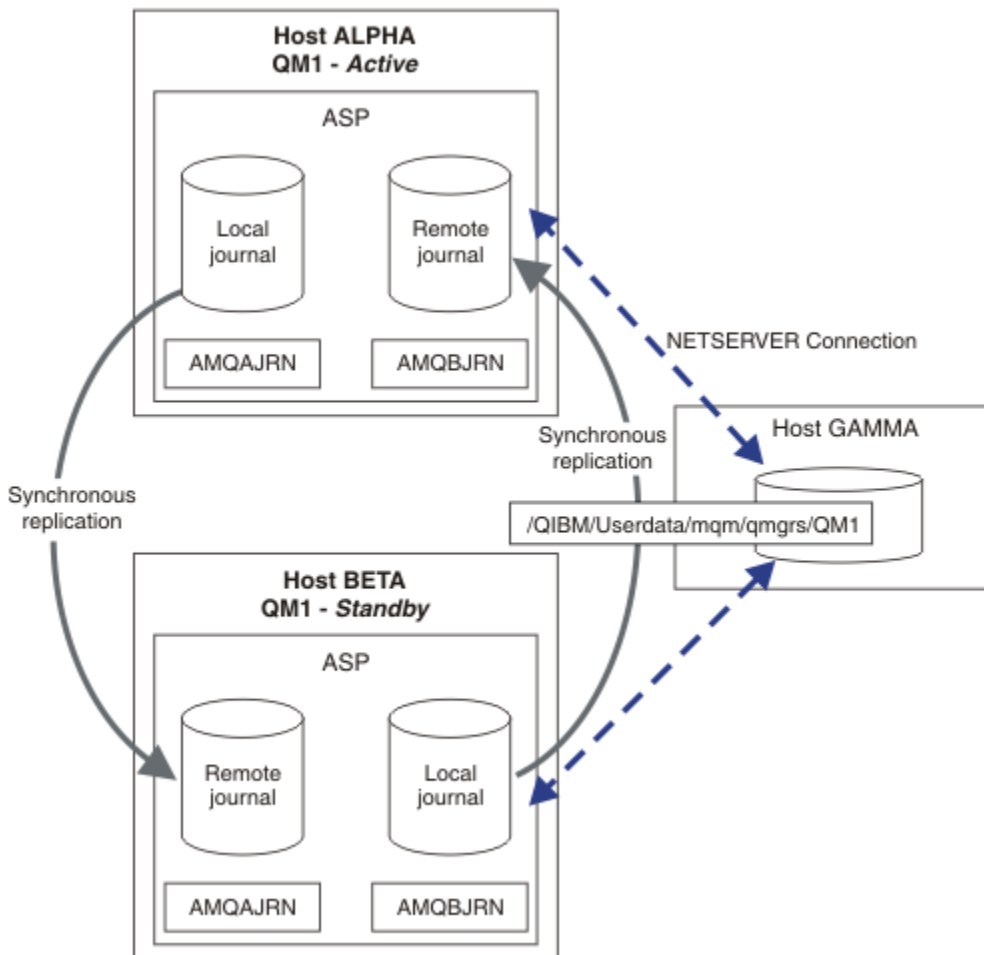 Host ALPHA
QM1 - Active
ASP
Local
journal
Remote
journal
AMQAJRN
AMQBJRN
NETSERVER Connection
Synchronous
replication
Synchronous
replication
Host GAMMA
/QIBM/Userdata/mqm/qmgrs/QM1
Host BETA
QM1 - Standby
ASP
Remote
journal
Local
journal
AMQAJRN
AMQBJRN